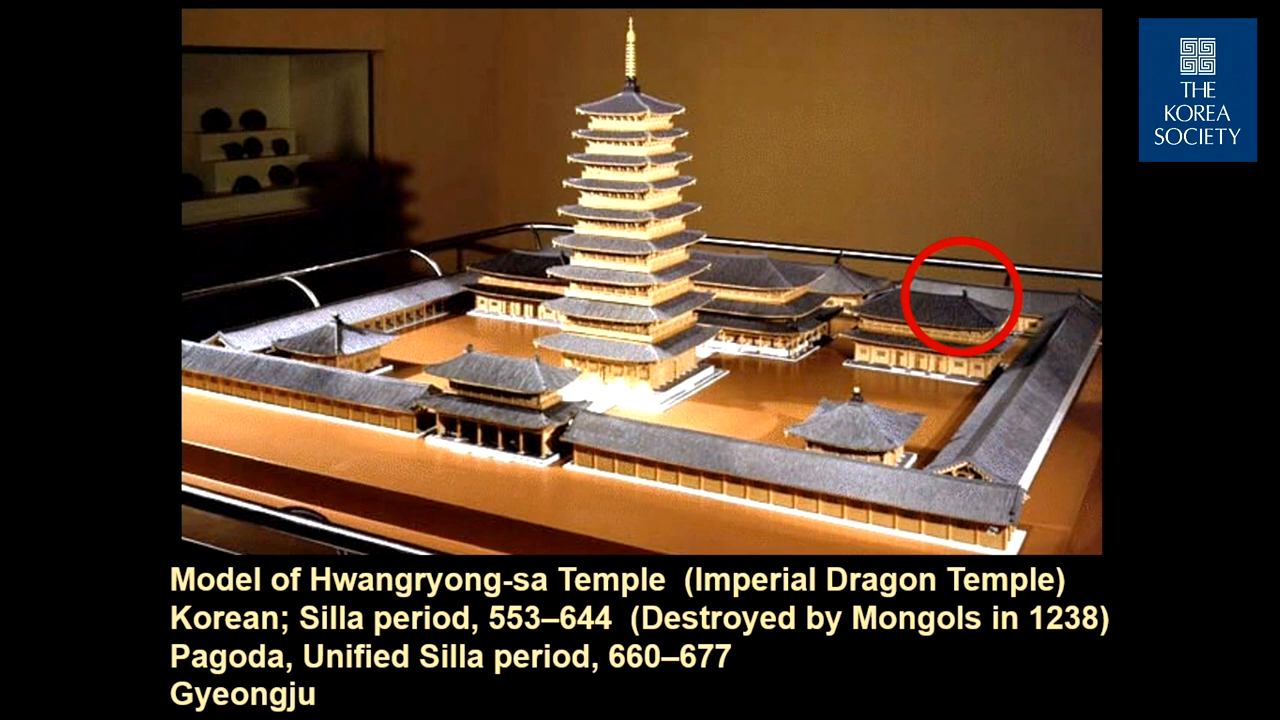 THE
KOREA
SOCIETY
Model of Hwangryong-sa Temple (Imperial Dragon Temple)
Korean; Silla period, 553–644 (Destroyed by Mongols in 1238)
Pagoda, Unified Silla period, 660–677
Gyeongju